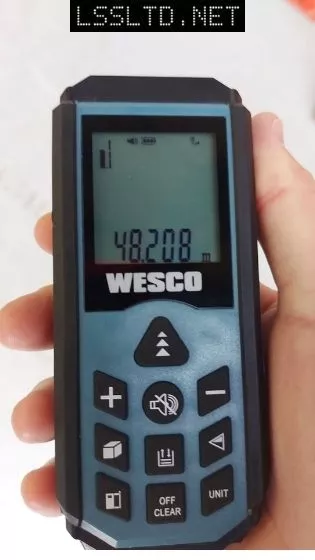 LSSLTD.NET
48.208 m
WESCO
OFF
CLEAR
UNIT